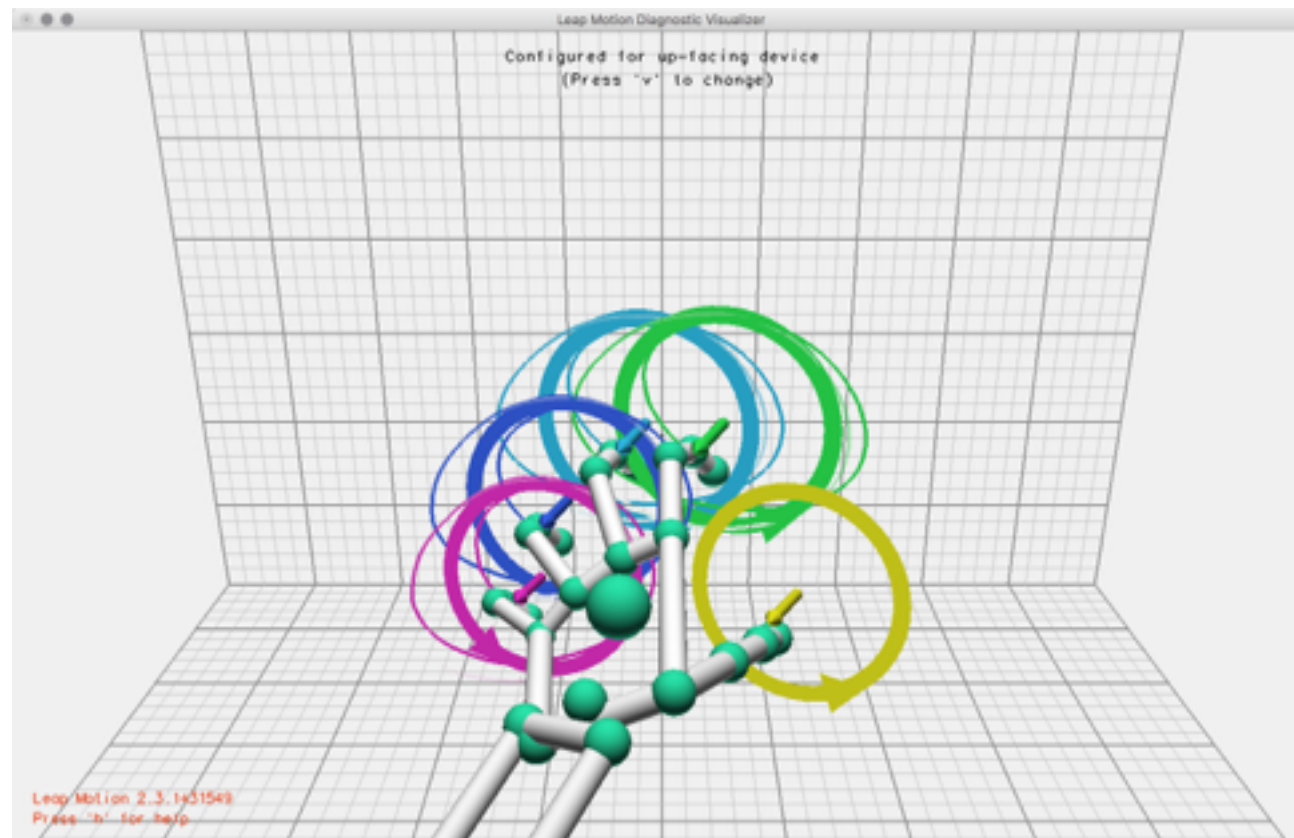 Leap Motion Diagnostic Visualizer
Configured for up-facing device
(Press 'v' to change)
Leap Motion 2.3.1+31549
Press 'h' for help